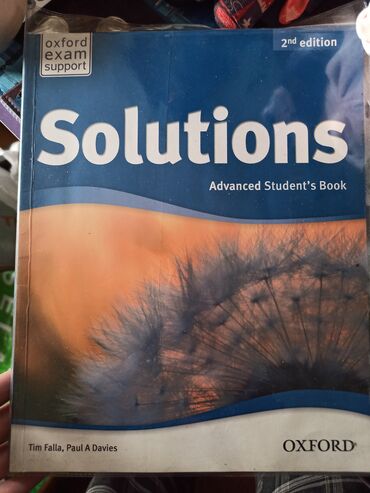 oxford
exam
support
2nd edition
Solutions
Advanced Student's Book
Tim Falla, Paul A Davies
OXFORD